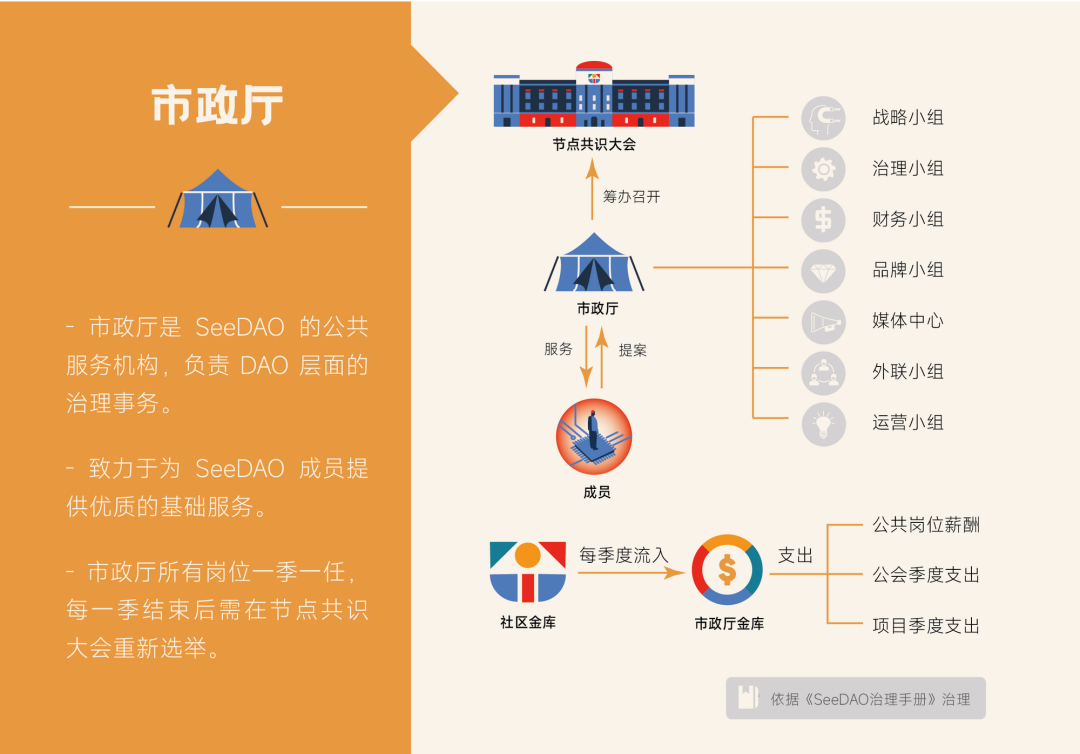 市政厅
- 市政厅是 SeeDAO 的公共
服务机构，负责 DAO 层面的
治理事务。
- 致力于为 SeeDAO 成员提
供优质的基础服务。
- 市政厅所有岗位一季一任，
每一季结束后需在节点共识
大会重新选举。
节点共识大会
筹办召开
市政厅
服务
提案
成员
战略小组
治理小组
财务小组
品牌小组
媒体中心
外联小组
运营小组
社区金库
每季度流入
市政厅金库
支出
公共岗位薪酬
公会季度支出
项目季度支出
依据《SeeDAO治理手册》治理